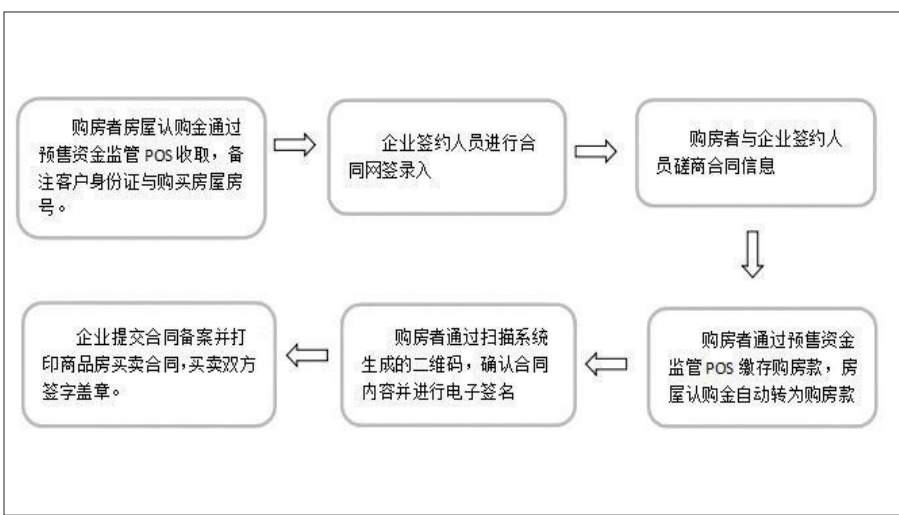 购房者房屋认购金通过
预售资金监管 POS 收取，备
注客户身份证与购买房屋房
号。
企业签约人员进行合
同网签录入
购房者与企业签约人
员磋商合同信息
购房者通过预售资金
监管 POS 缴存购房款，房
屋认购金自动转为购房款
购房者通过扫描系统
生成的二维码，确认合同
内容并进行电子签名
企业提交合同备案并打
印商品房买卖合同,买卖双方
签字盖章。